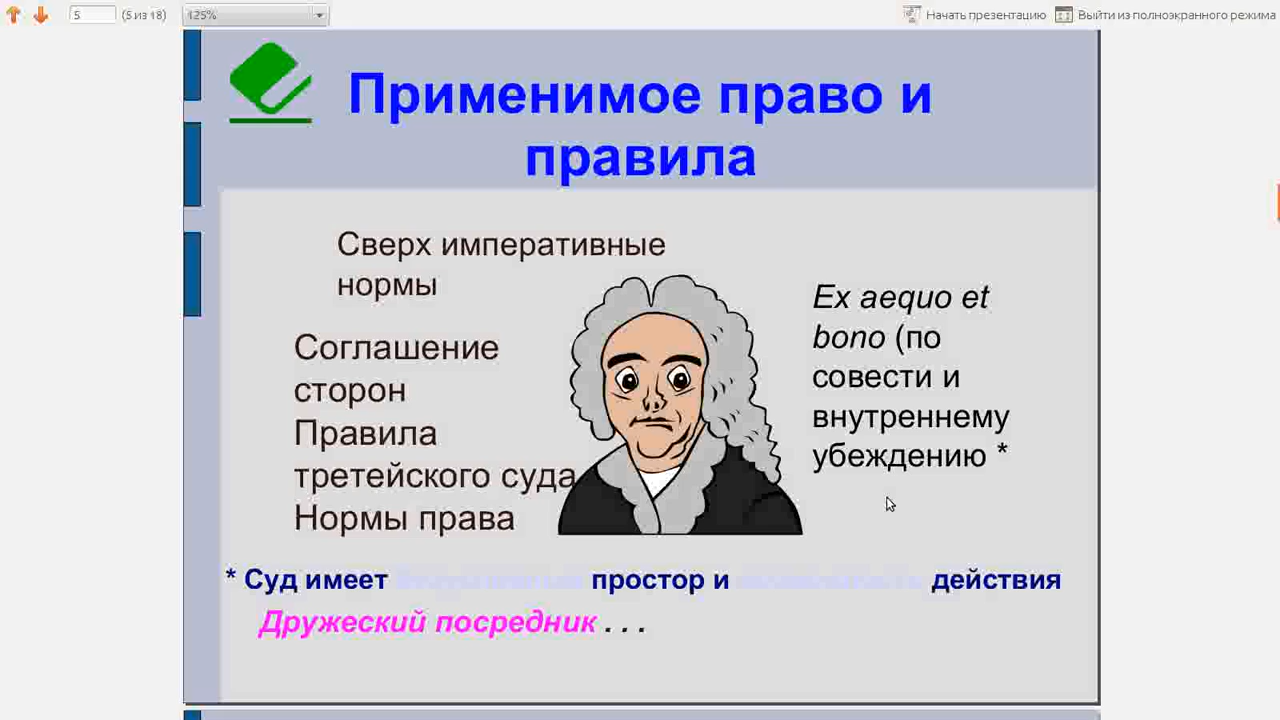 5 (5 из 18) 125% Начать презентацию Выйти из полноэкранного режима
Применимое право и
правила
Сверх императивные
нормы
Соглашение
сторон
Правила
третейского суда
Нормы права
Ex aequo et
bono (по
совести и
внутреннему
убеждению *
* Суд имеет простор и действия
Дружеский посредник . . .